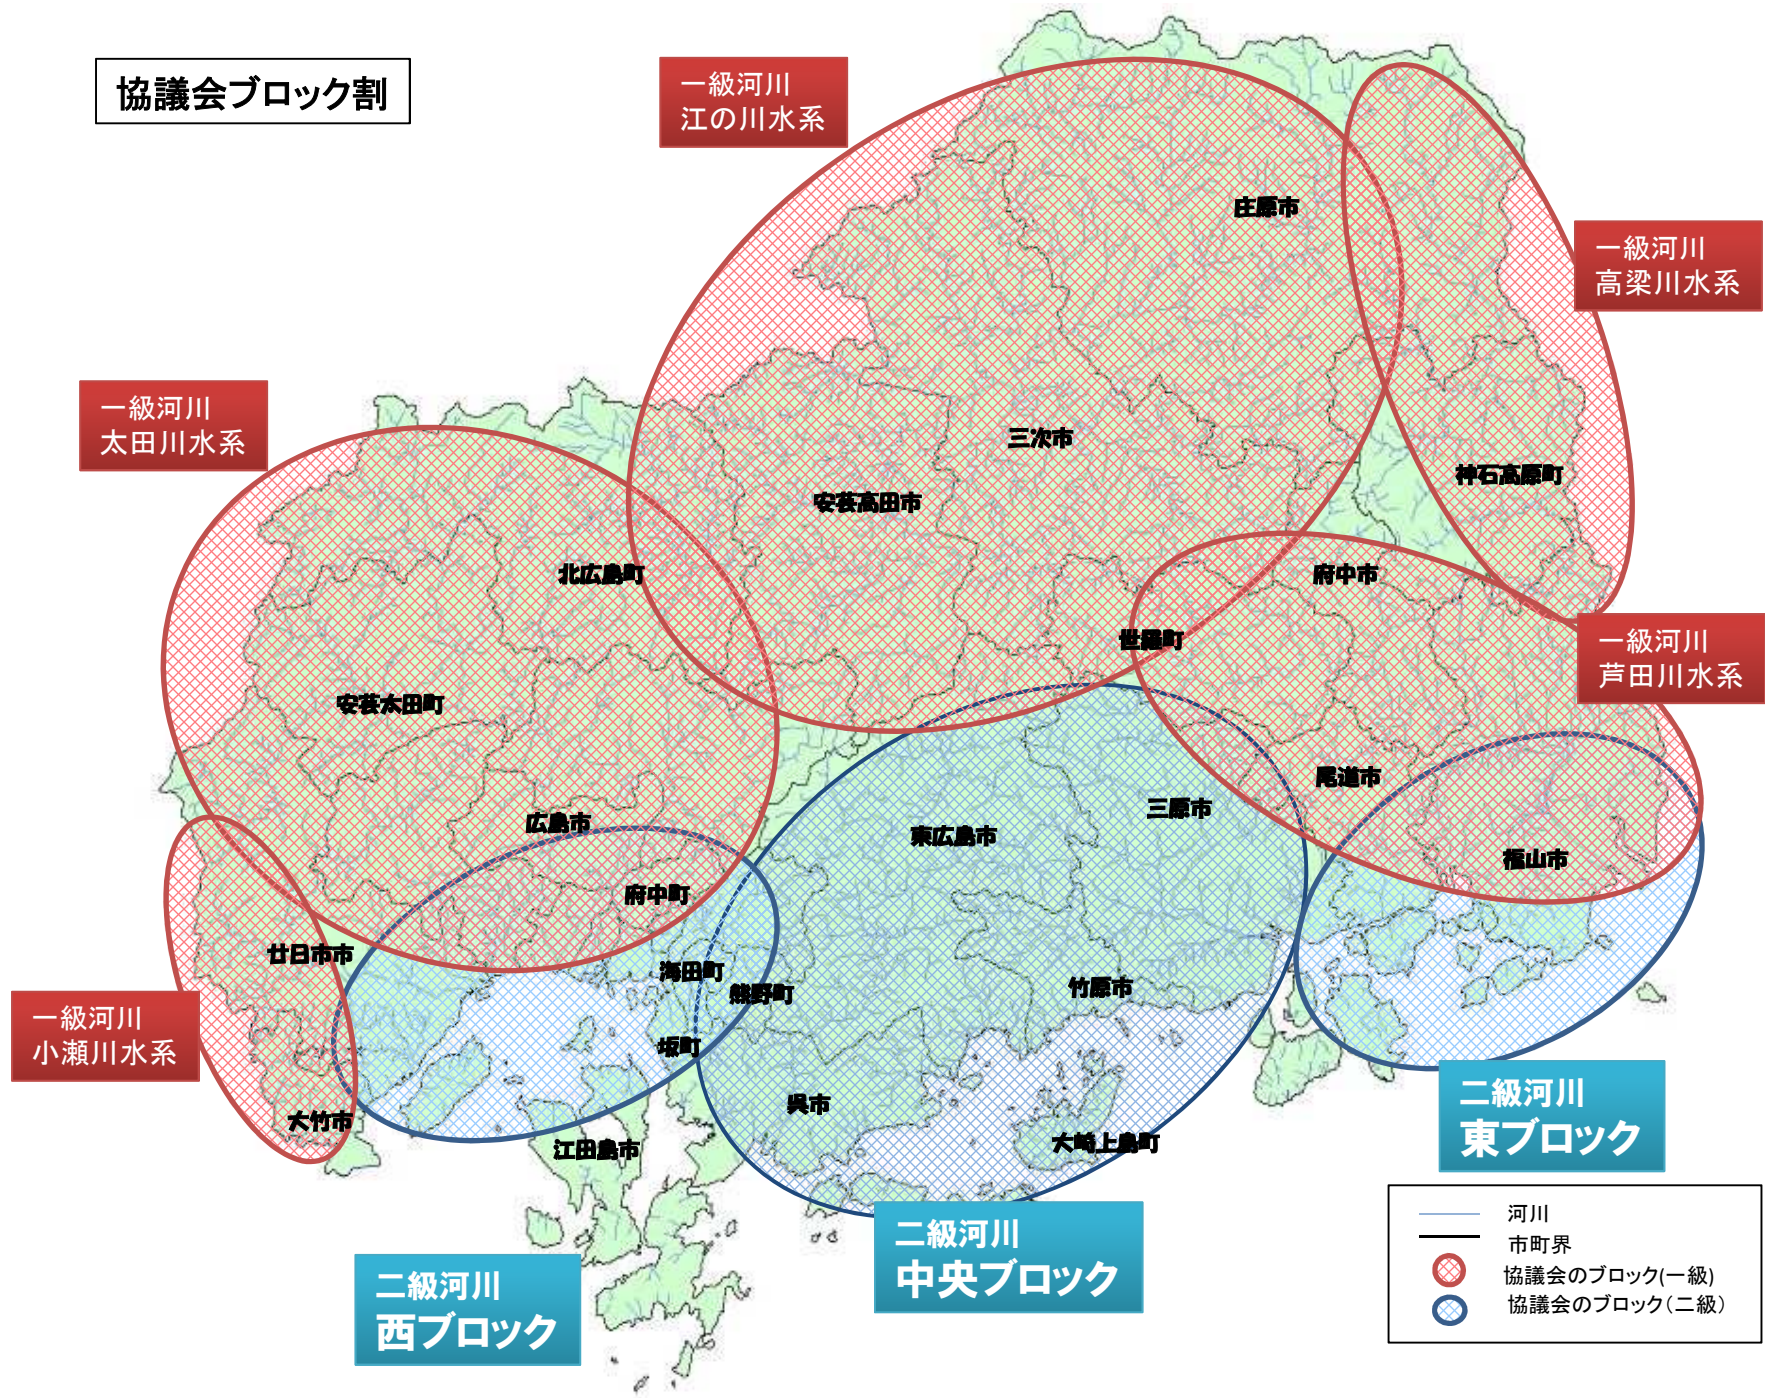 協議会ブロック割
一級河川
江の川水系
庄原市
一級河川
高梁川水系
一級河川
太田川水系
三次市
神石高原町
安芸高田市
北広島町
府中市
世羅町
一級河川
芦田川水系
安芸太田町
尾道市
三原市
広島市
東広島市
福山市
府中町
廿日市市
海田町
熊野町
竹原市
一級河川
小瀬川水系
坂町
呉市
大竹市
大崎上島町
江田島市
二級河川
東ブロック
二級河川
中央ブロック
二級河川
西ブロック
河川
市町界
協議会のブロック(一級)
協議会のブロック(二級)